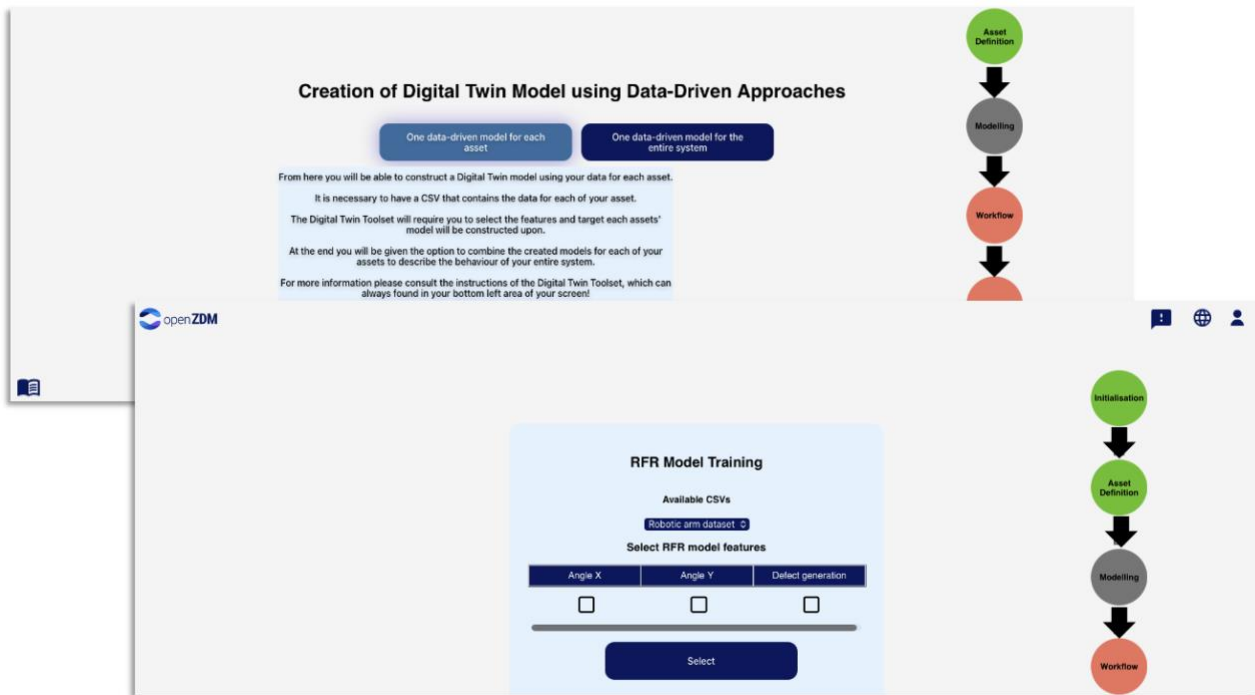 Asset
Definition
Creation of Digital Twin Model using Data-Driven Approaches
One data-driven model for each
asset
One data-driven model for the
entire system
Modelling
From here you will be able to construct a Digital Twin model using your data for each asset.
It is necessary to have a CSV that contains the data for each of your asset.
The Digital Twin Toolset will require you to select the features and target each assets'
model will be constructed upon.
Workflow
At the end you will be given the option to combine the created models for each of your
assets to describe the behaviour of your entire system.
For more information please consult the instructions of the Digital Twin Toolset, which can
always found in your bottom left area of your screen!
openZDM
Initialisation
RFR Model Training
Available CSVs
Asset
Definition
Robotic arm dataset
Select RFR model features
Angle X
Angle Y
Defect generation
Modelling
Select
Workflow